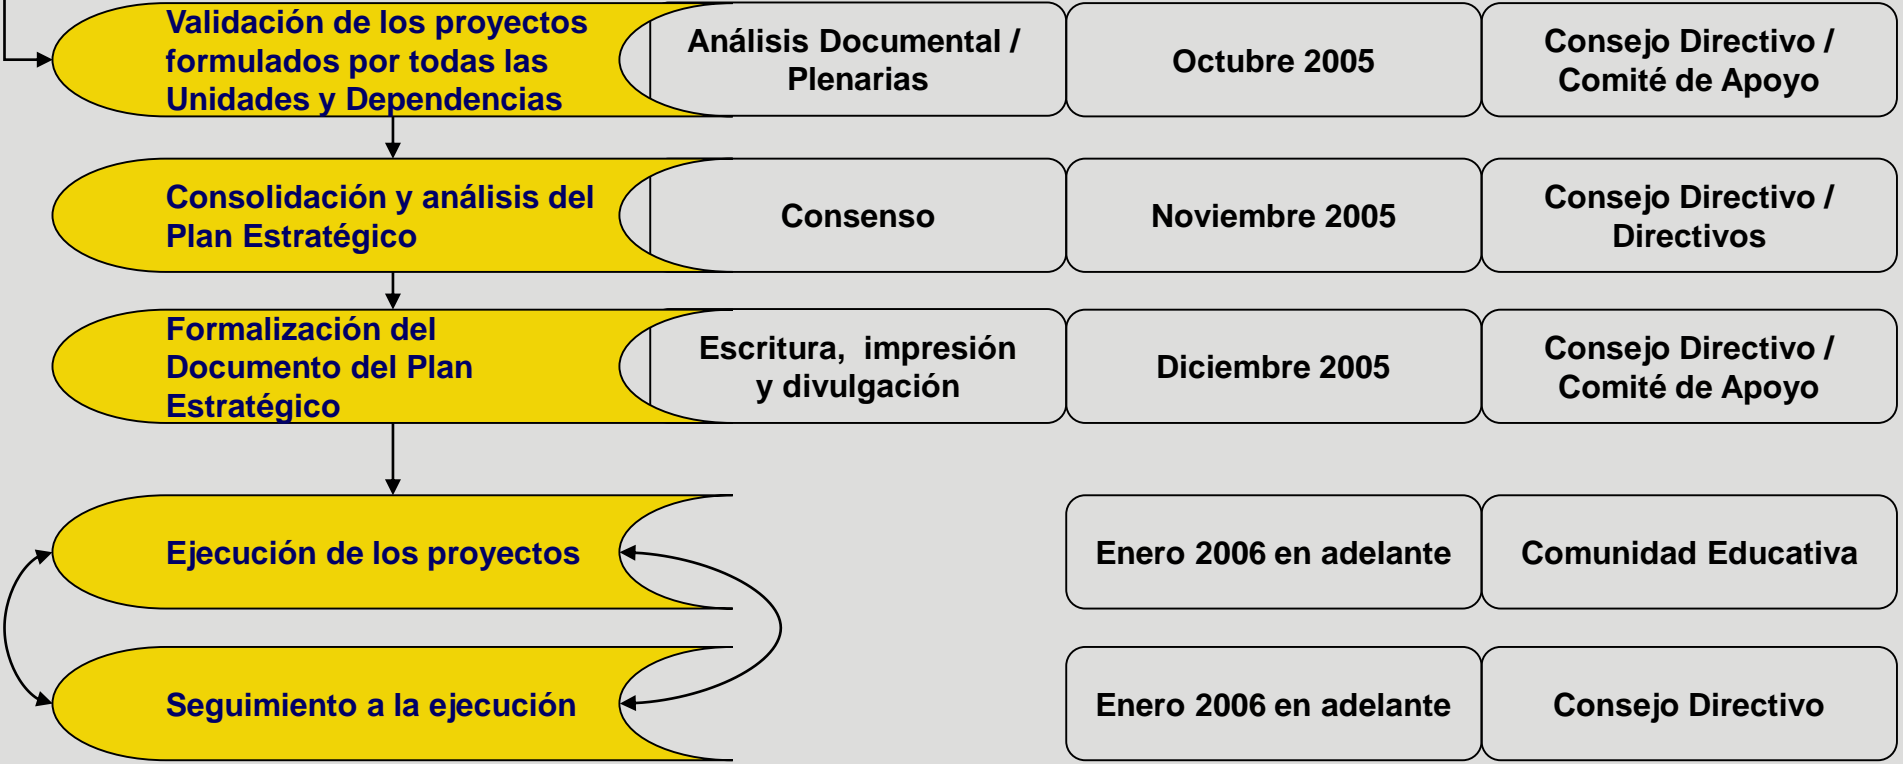 Validación de los proyectos
formulados por todas las
Unidades y Dependencias
Análisis Documental /
Plenarias
Octubre 2005
Consejo Directivo /
Comité de Apoyo
Consolidación y análisis del
Plan Estratégico
Consenso
Noviembre 2005
Consejo Directivo /
Directivos
Formalización del
Documento del Plan
Estratégico
Escritura, impresión
y divulgación
Diciembre 2005
Consejo Directivo /
Comité de Apoyo
Ejecución de los proyectos
Enero 2006 en adelante
Comunidad Educativa
Seguimiento a la ejecución
Enero 2006 en adelante
Consejo Directivo